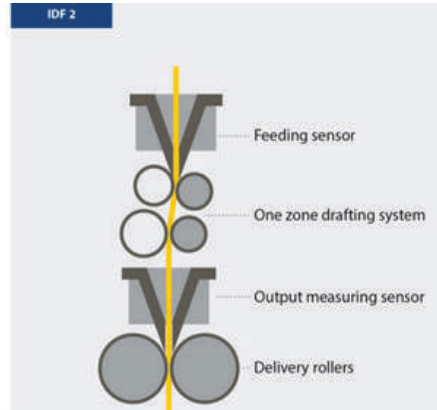 IDF 2
Feeding sensor
One zone drafting system
Output measuring sensor
Delivery rollers